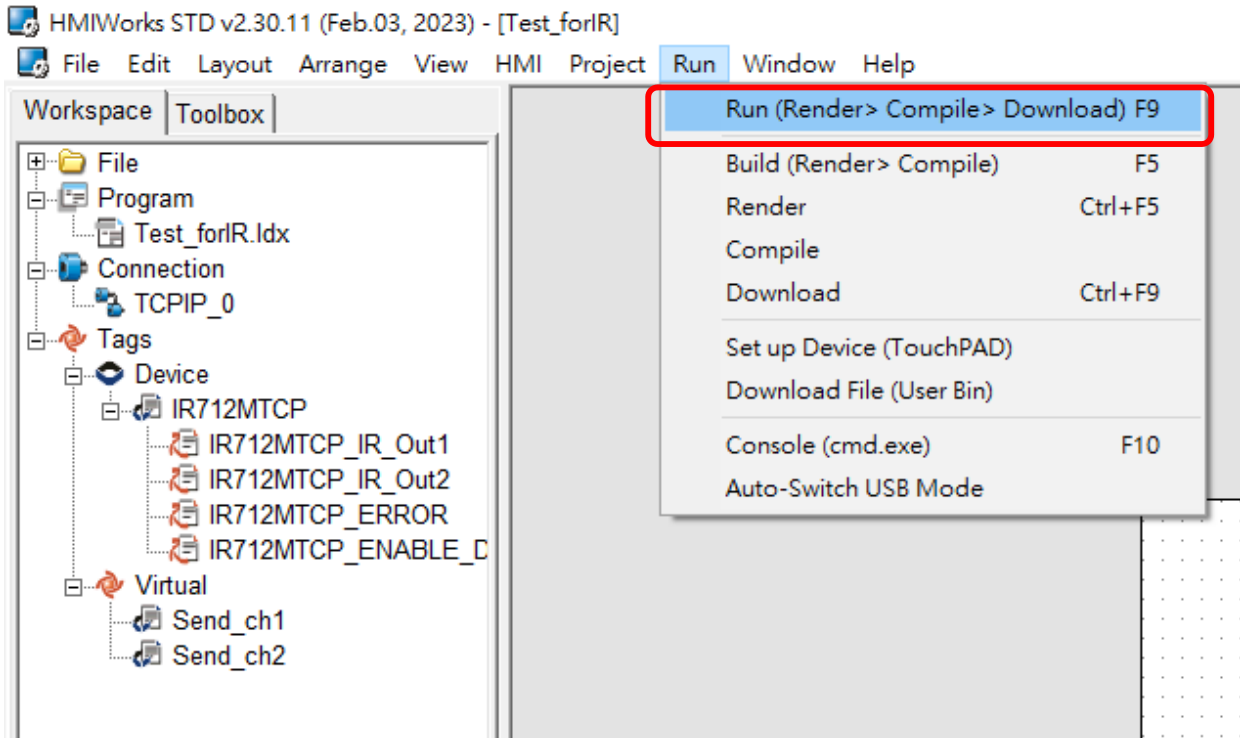 HMIWorks STD v2.30.11 (Feb.03, 2023) - [Test_forIR]
File Edit Layout Arrange View HMI Project Run Window Help
Workspace Toolbox
File
Program
Test_forIR.ldx
Connection
TCPIP_0
Tags
Device
IR712MTCP
IR712MTCP_IR_Out1
IR712MTCP_IR_Out2
IR712MTCP_ERROR
IR712MTCP_ENABLE_D
Virtual
Send_ch1
Send_ch2
Run (Render> Compile> Download) F9
Build (Render> Compile) F5
Render Ctrl+F5
Compile
Download Ctrl+F9
Set up Device (TouchPAD)
Download File (User Bin)
Console (cmd.exe) F10
Auto-Switch USB Mode